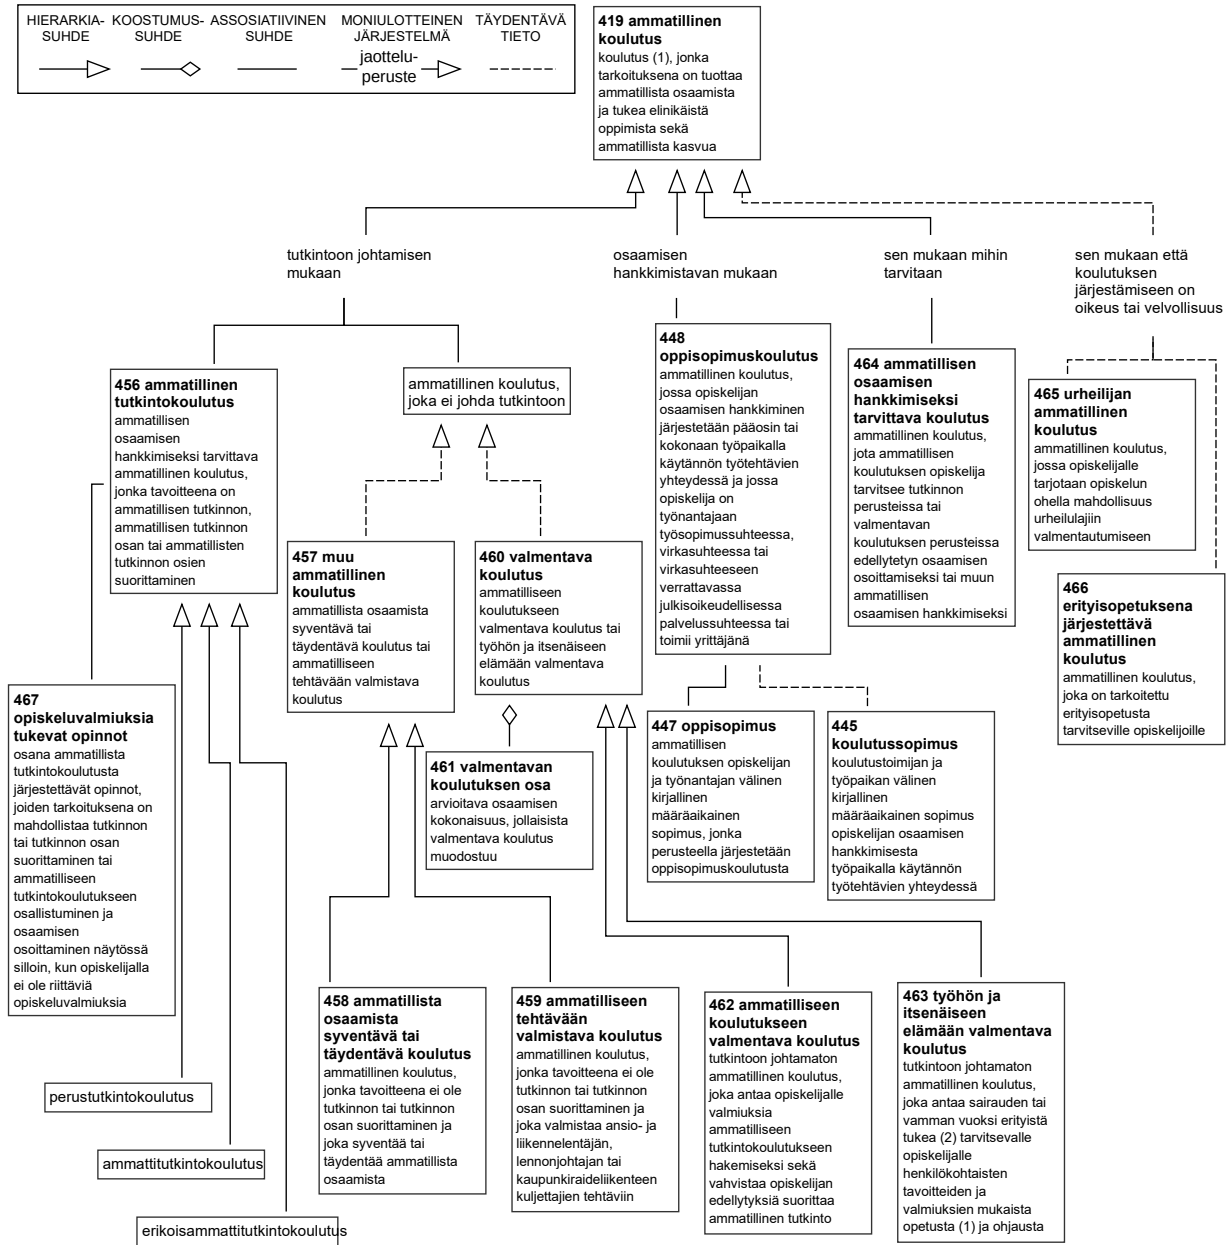 HIERARKIA-
SUHDE
KOOSTUMUS-
SUHDE
ASSOSIATIIVINEN
SUHDE
MONIULOTTEINEN
JÄRJESTELMÄ
TÄYDENTÄVÄ
TIETO
jaottelu-
peruste
419 ammatillinen
koulutus
koulutus (1), jonka
tarkoituksena on tuottaa
ammatillista osaamista
ja tukea elinikäistä
oppimista sekä
ammatillista kasvua
tutkintoon johtamisen
mukaan
osaamisen
hankkimistavan mukaan
sen mukaan mihin
tarvitaan
sen mukaan että
koulutuksen
järjestämiseen on
oikeus tai velvollisuus
456 ammatillinen
tutkintokoulutus
ammatillisen
osaamisen
hankkimiseksi tarvittava
ammatillinen koulutus,
jonka tavoitteena on
ammatillisen tutkinnon,
ammatillisen tutkinnon
osan tai ammatillisten
tutkinnon osien
suorittaminen
ammatillinen koulutus,
joka ei johda tutkintoon
448
oppisopimuskoulutus
ammatillinen koulutus,
jossa opiskelijan
osaamisen hankkiminen
järjestetään pääosin tai
kokonaan työpaikalla
käytännön työtehtävien
yhteydessä ja jossa
opiskelija on
työnantajaan
työsopimussuhteessa,
virkasuhteessa tai
virkasuhteeseen
verrattavassa
julkisoikeudellisessa
palvelussuhteessa tai
toimii yrittäjänä
464 ammatillisen
osaamisen
hankkimiseksi
tarvittava koulutus
ammatillinen koulutus,
jota ammatillisen
koulutuksen opiskelija
tarvitsee tutkinnon
perusteissa tai
valmentavan
koulutuksen perusteissa
edellytetyn osaamisen
osoittamiseksi tai muun
ammatillisen
osaamisen hankkimiseksi
465 urheilijan
ammatillinen
koulutus
ammatillinen koulutus,
jossa opiskelijalle
tarjotaan opiskelun
ohella mahdollisuus
urheilulajiin
valmentautumiseen
457 muu
ammatillinen
koulutus
ammatillista osaamista
syventävä tai
täydentävä koulutus tai
ammatilliseen
tehtävään valmistava
koulutus
460 valmentava
koulutus
ammatilliseen
koulutukseen
valmentava koulutus tai
työhön ja itsenäiseen
elämään valmentava
koulutus
466
erityisopetuksena
järjestettävä
ammatillinen
koulutus
ammatillinen koulutus,
joka on tarkoitettu
erityisopetusta
tarvitseville opiskelijoille
467
opiskeluvalmiuksia
tukevat opinnot
osana ammatillista
tutkintokoulutusta
järjestettävät opinnot,
joiden tarkoituksena on
mahdollistaa tutkinnon
tai tutkinnon osan
suorittaminen tai
ammatilliseen
tutkintokoulutukseen
osallistuminen ja
osaamisen
osoittaminen näytössä
silloin, kun opiskelijalla
ei ole riittäviä
opiskeluvalmiuksia
461 valmentavan
koulutuksen osa
arvioitava osaamisen
kokonaisuus, jollaisista
valmentava koulutus
muodostuu
447 oppisopimus
ammatillisen
koulutuksen opiskelijan
ja työnantajan välinen
kirjallinen
määräaikainen
sopimus, jonka
perusteella järjestetään
oppisopimuskoulutusta
445
koulutussopimus
koulutustoimijan ja
työpaikan välinen
kirjallinen
määräaikainen sopimus
opiskelijan osaamisen
hankkimisesta
työpaikalla käytännön
työtehtävien yhteydessä
458 ammatillista
osaamista
syventävä tai
täydentävä koulutus
ammatillinen koulutus,
jonka tavoitteena ei ole
tutkinnon tai tutkinnon
osan suorittaminen ja
joka syventää tai
täydentää ammatillista
osaamista
459 ammatilliseen
tehtävään
valmistava koulutus
ammatillinen koulutus,
jonka tavoitteena ei ole
tutkinnon tai tutkinnon
osan suorittaminen ja
joka valmistaa ansio- ja
liikennelentäjän,
lennonjohtajan tai
kaupunkiraideliikenteen
kuljettajien tehtäviin
462 ammatilliseen
koulutukseen
valmentava koulutus
tutkintoon johtamaton
ammatillinen koulutus,
joka antaa opiskelijalle
valmiuksia
ammatilliseen
tutkintokoulutukseen
hakemiseksi sekä
vahvistaa opiskelijan
edellytyksiä suorittaa
ammatillinen tutkinto
463 työhön ja
itsenäiseen
elämään valmentava
koulutus
tutkintoon johtamaton
ammatillinen koulutus,
joka antaa sairauden tai
vamman vuoksi erityistä
tukea (2) tarvitsevalle
opiskelijalle
henkilökohtaisten
tavoitteiden ja
valmiuksien mukaista
opetusta (1) ja ohjausta
perustutkintokoulutus
ammattitutkintokoulutus
erikoisammattitutkintokoulutus